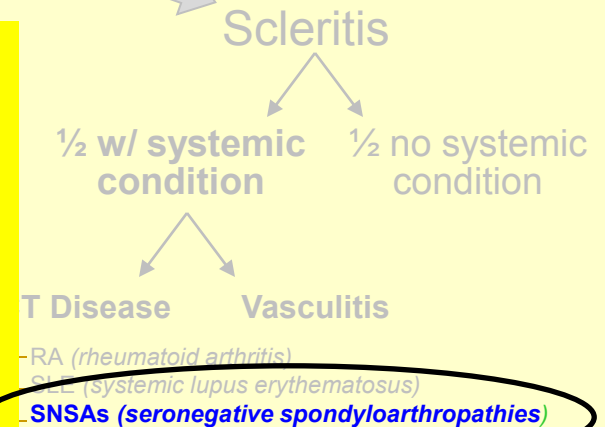 Scleritis
½ w/ systemic condition
½ no systemic condition
T Disease
Vasculitis
-RA (rheumatoid arthritis)
-SLE (systemic lupus erythematosus)
-SNSAs (seronegative spondyloarthropathies)